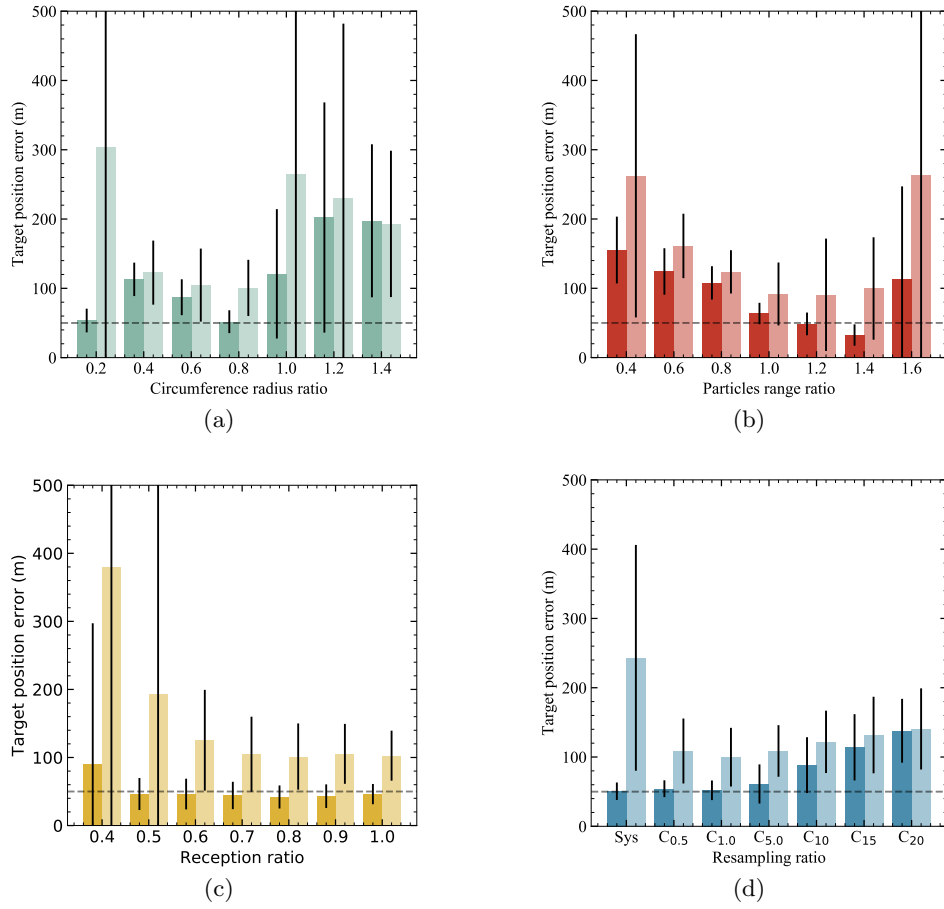 500
400
300
200
100
0
Target position error (m)
0.2 0.4 0.6 0.8 1.0 1.2 1.4
Circumference radius ratio
(a)
500
400
300
200
100
0
Target position error (m)
0.4 0.6 0.8 1.0 1.2 1.4 1.6
Particles range ratio
(b)
500
400
300
200
100
0
Target position error (m)
0.4 0.5 0.6 0.7 0.8 0.9 1.0
Reception ratio
(c)
500
400
300
200
100
0
Target position error (m)
Sys C0.5 C1.0 C5.0 C10 C15 C20
Resampling ratio
(d)